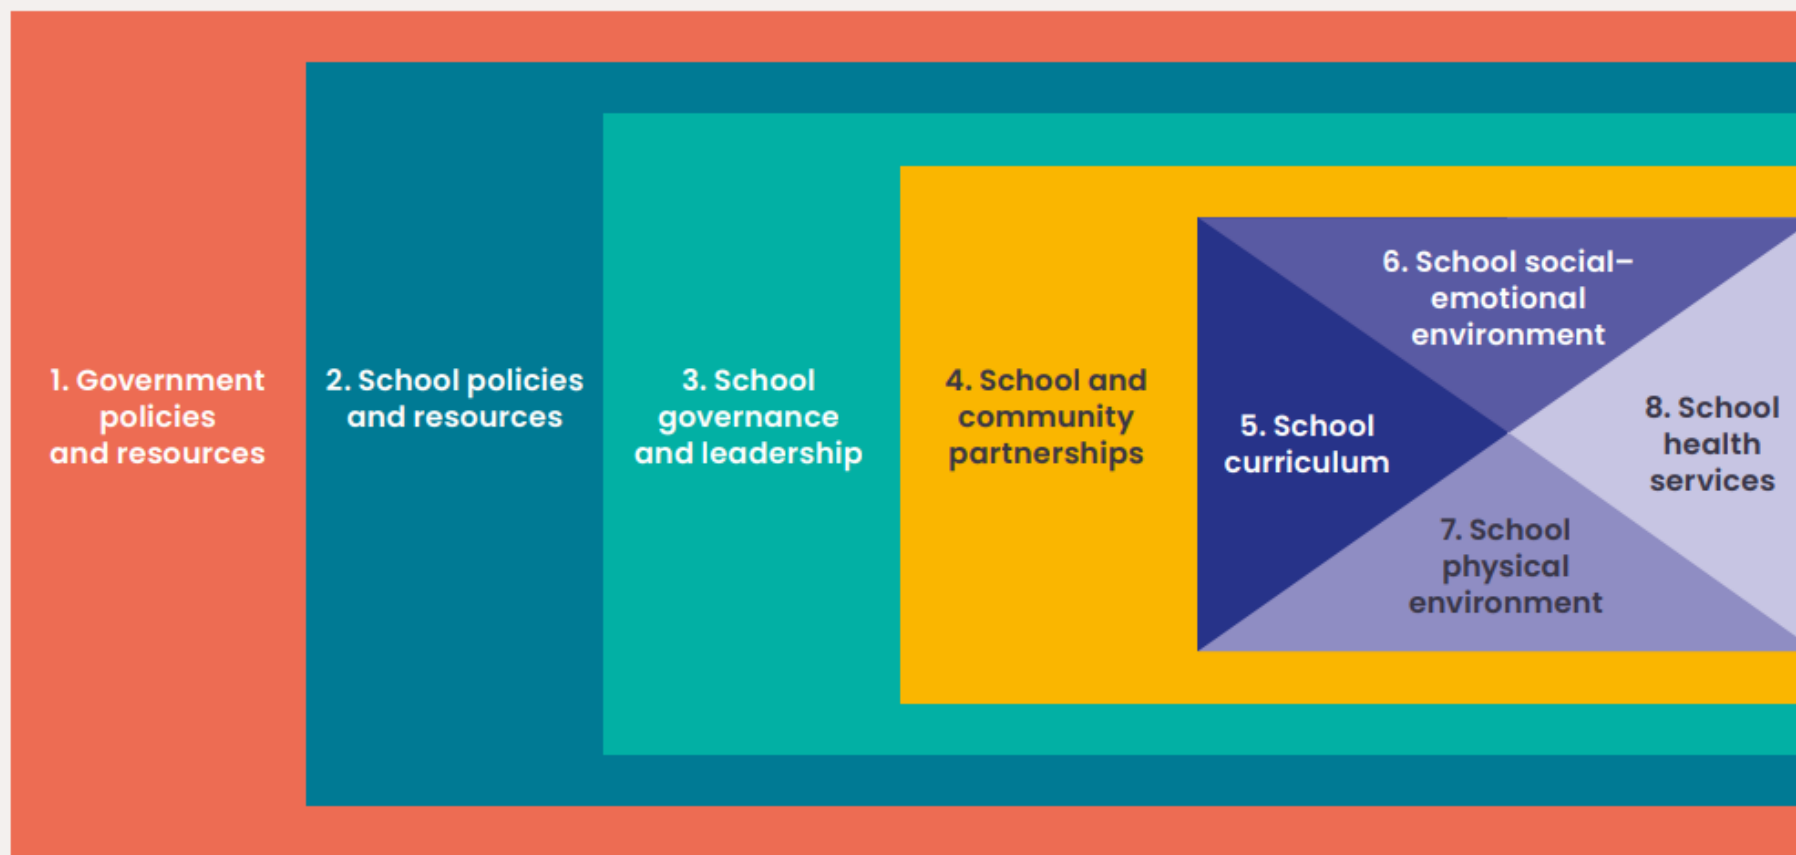 1. Government
policies
and resources
2. School policies
and resources
3. School
governance
and leadership
4. School and
community
partnerships
5. School
curriculum
6. School social–
emotional
environment
7. School
physical
environment
8. School
health
services